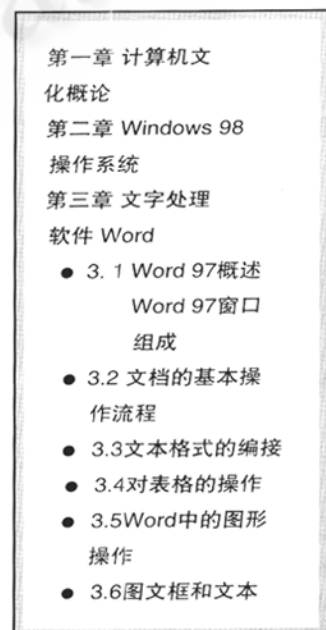 第一章 计算机文
化概论
第二章 Windows 98
操作系统
第三章 文字处理
软件 Word
● 3. 1 Word 97概述
Word 97窗口
组成
● 3.2 文档的基本操
作流程
● 3.3文本格式的编接
● 3.4对表格的操作
● 3.5Word中的图形
操作
● 3.6图文框和文本